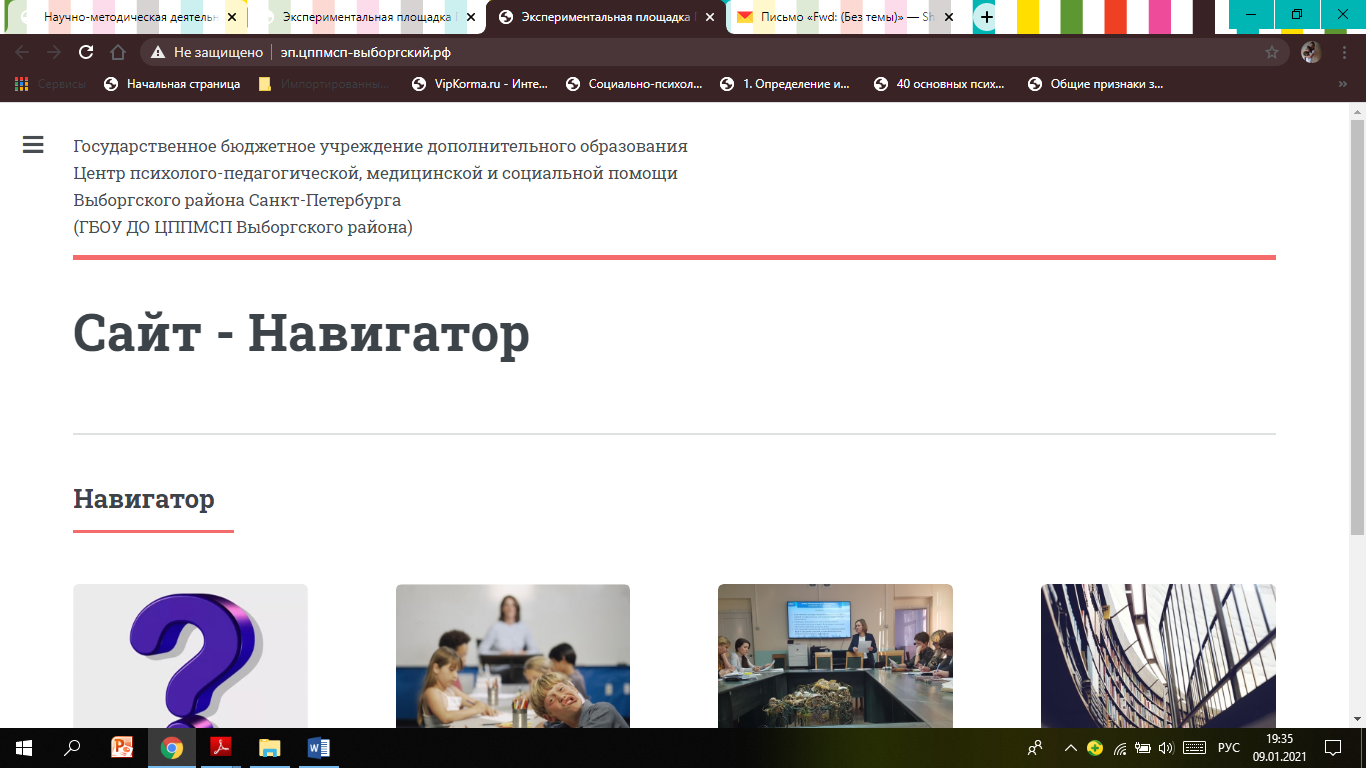 Научно-методическая деятельн
Экспериментальная площадка
Экспериментальная площадка
Письмо «Fwd: (Без темы)» — Sh
Не защищено
эп.цппмсп-выборгский.рф
Сервисы
Начальная страница
Импортированны...
VipKorma.ru - Инте...
Социально-психол...
1. Определение и...
40 основных псих...
Общие признаки з...
Государственное бюджетное учреждение дополнительного образования
Центр психолого-педагогической, медицинской и социальной помощи
Выборгского района Санкт-Петербурга
(ГБОУ ДО ЦППМСП Выборгского района)
Сайт - Навигатор
Навигатор
РУС
19:35
09.01.2021